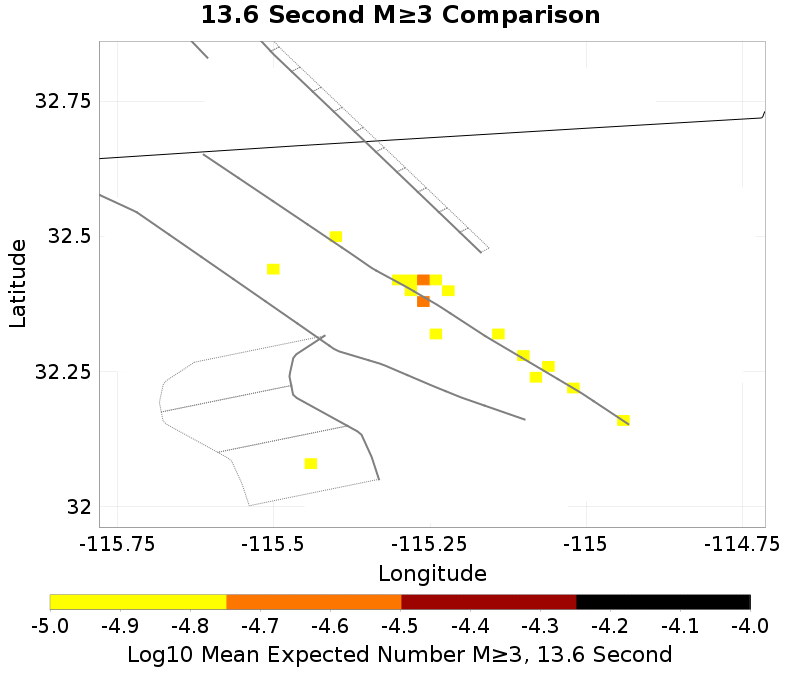 13.6 Second M≥3 Comparison
32.75
32.5
32.25
32
Latitude
-115.75 -115.5 -115.25 -115 -114.75
Longitude
-5.0 -4.9 -4.8 -4.7 -4.6 -4.5 -4.4 -4.3 -4.2 -4.1 -4.0
Log10 Mean Expected Number M≥3, 13.6 Second